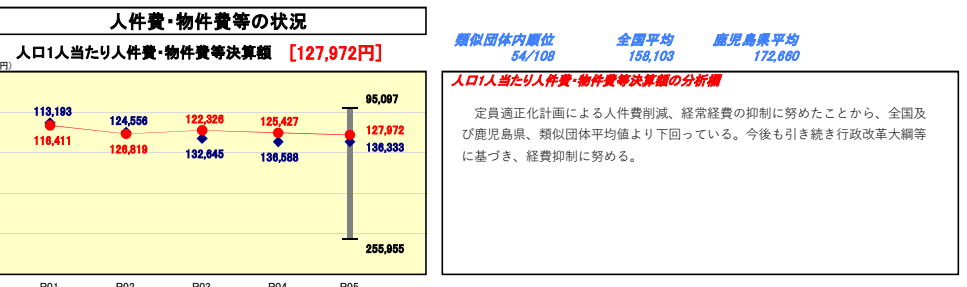 人件費・物件費等の状況
人口1人当たり人件費・物件費等決算額 [127,972円]
類似団体内順位 全国平均 鹿児島県平均
54/108 158,103 172,660
円)
人口1人当たり人件費・物件費等決算額の分析欄
定員適正化計画による人件費削減、経常経費の抑制に努めたことから、全国及
び鹿児島県、類似団体平均値より下回っている。今後も引き続き行政改革大綱等
に基づき、経費抑制に努める。
95,097
113,193 124,556 122,326 125,427 127,972
116,411 126,819 132,645 136,588 136,333
255,955
R01 R02 R03 R04 R05